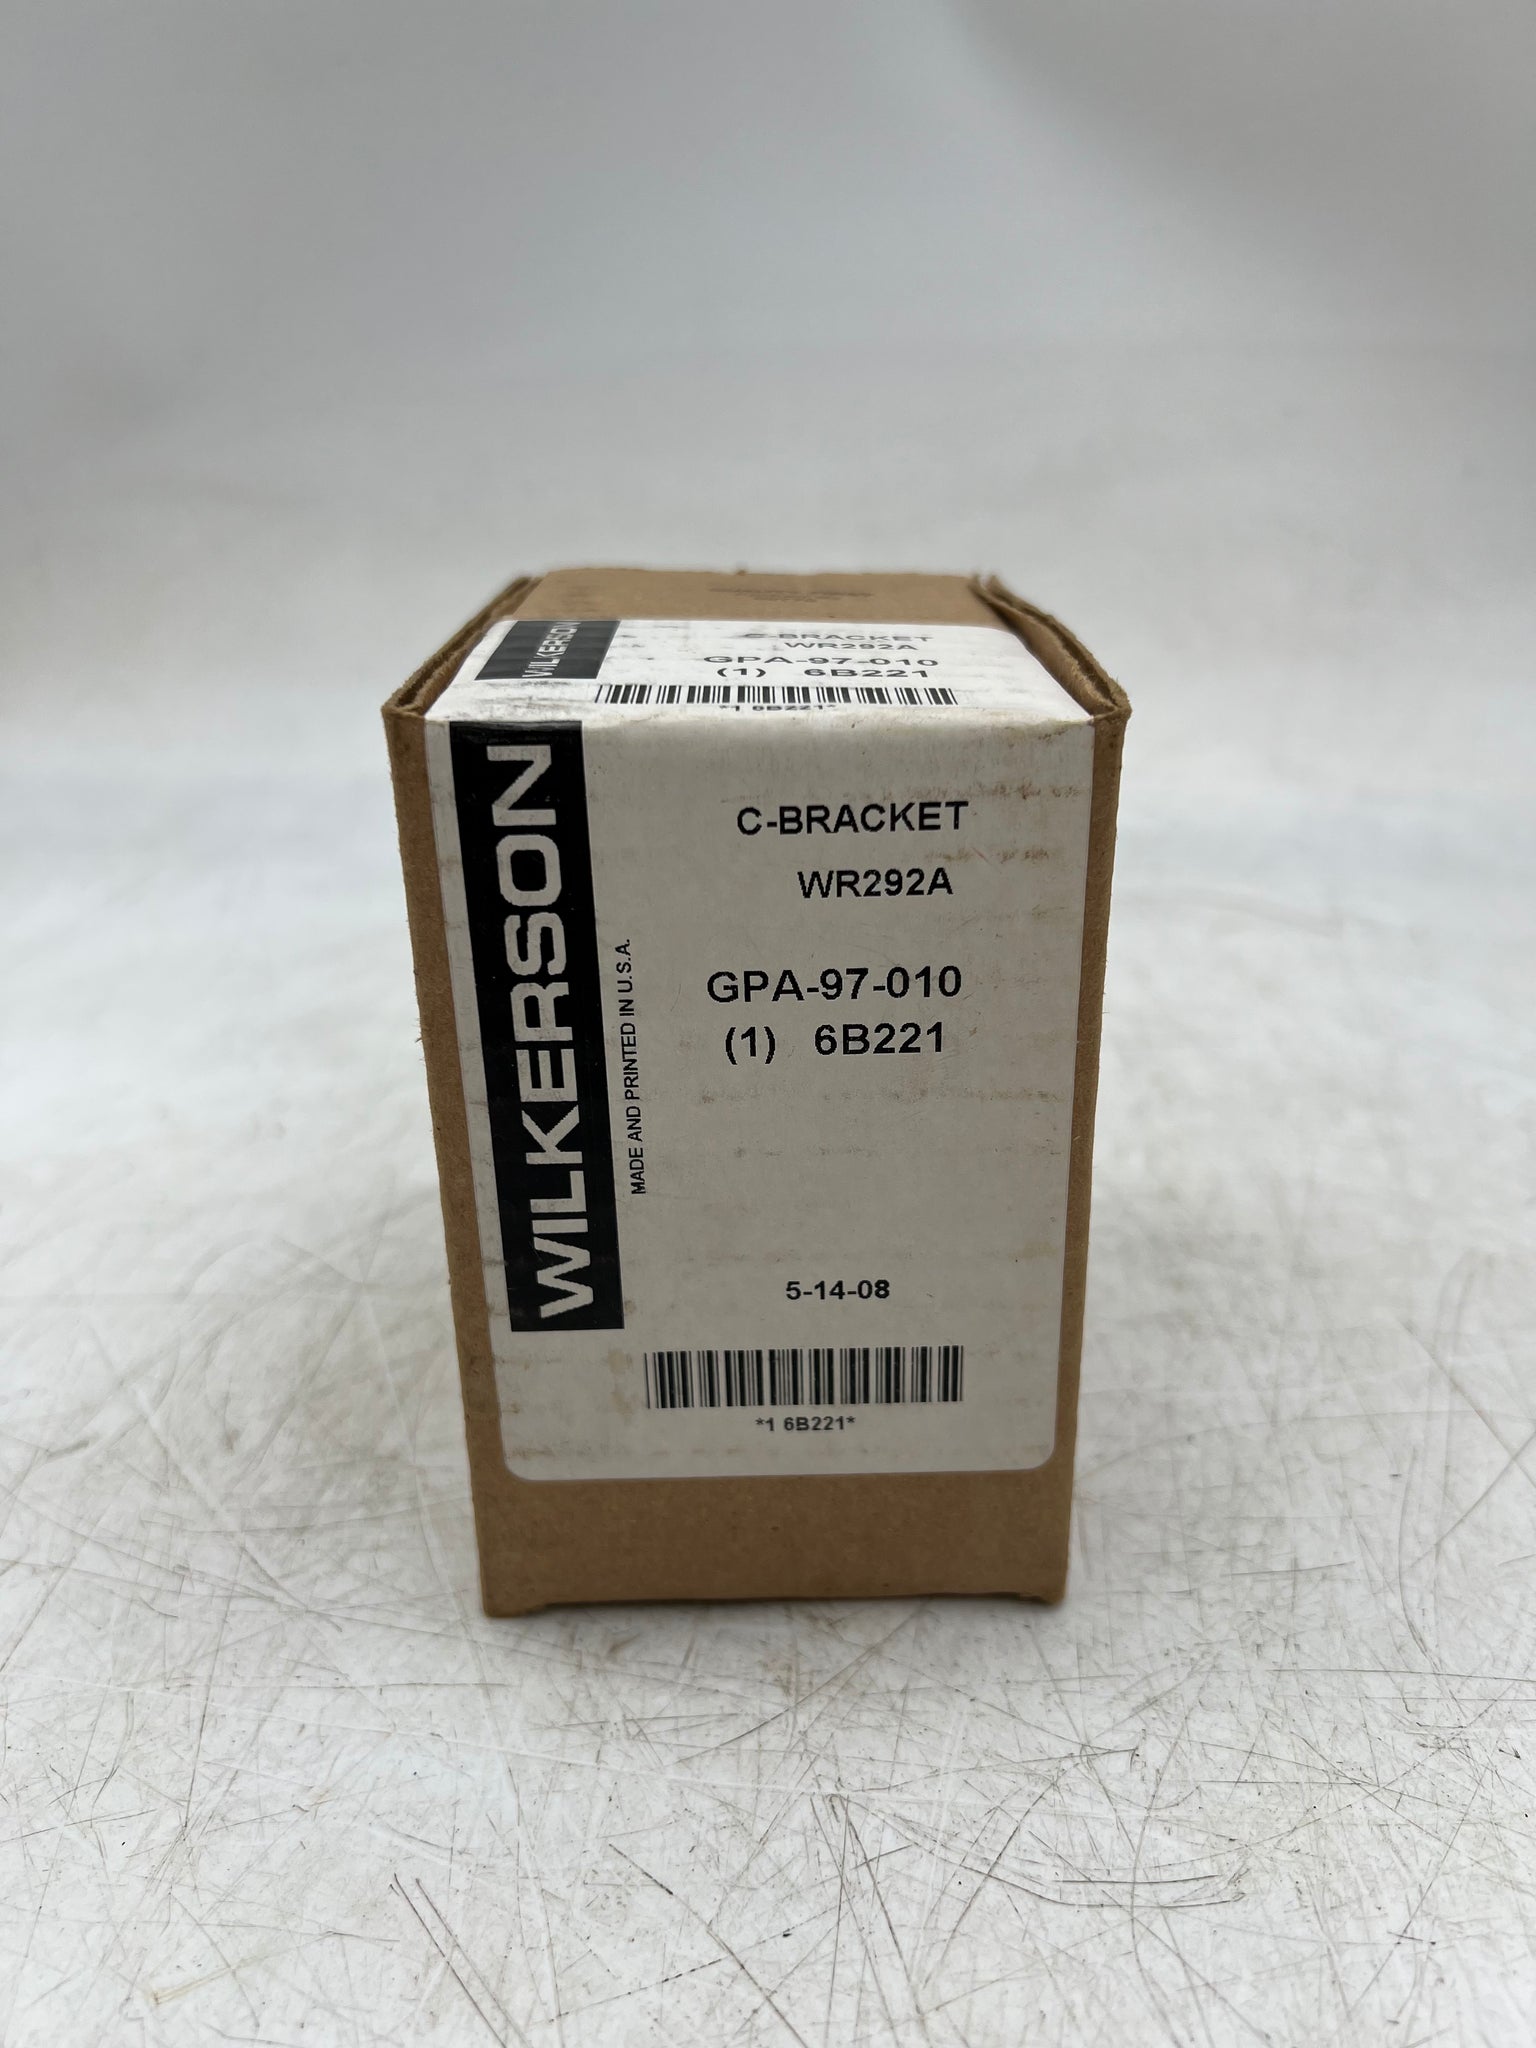 WILKERSON
C-BRACKET
WR292A
GPA-97-010
(1) 6B221
*1 6B221*
WILKERSON
MADE AND PRINTED IN U.S.A.
C-BRACKET
WR292A
GPA-97-010
(1) 6B221
5-14-08
*1 6B221*